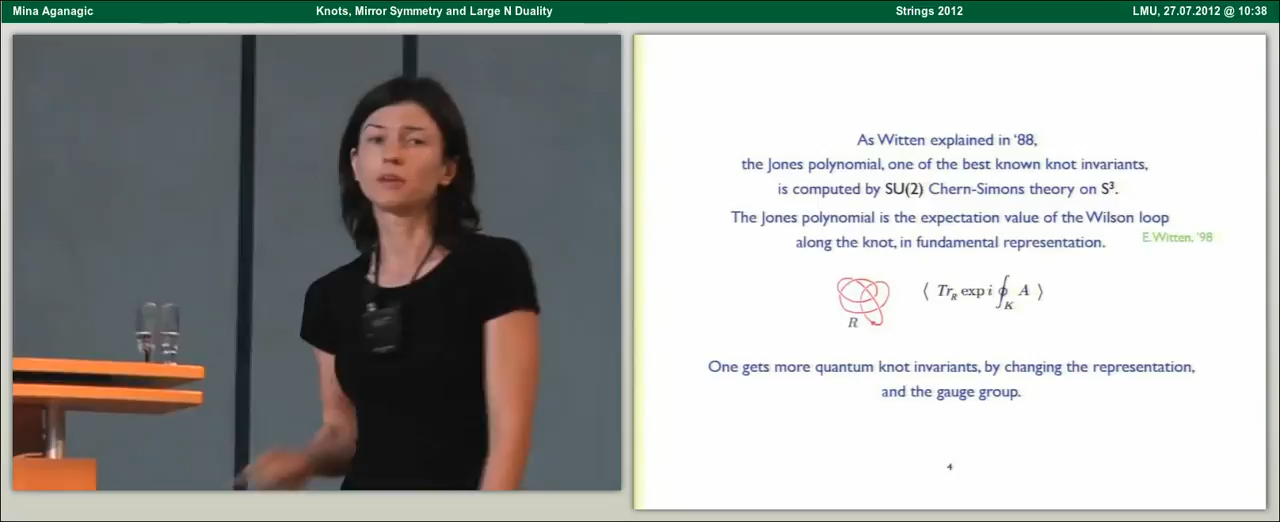 Mina Aganagic Knots, Mirror Symmetry and Large N Duality Strings 2012 LMU, 27.07.2012 @ 10:38
As Witten explained in '88,
the Jones polynomial, one of the best known knot invariants,
is computed by SU(2) Chern-Simons theory on S³.
The Jones polynomial is the expectation value of the Wilson loop
along the knot, in fundamental representation.
E.Witten, '98
⟨ Tr_R exp i ∮_K A ⟩
R
One gets more quantum knot invariants, by changing the representation,
and the gauge group.
4